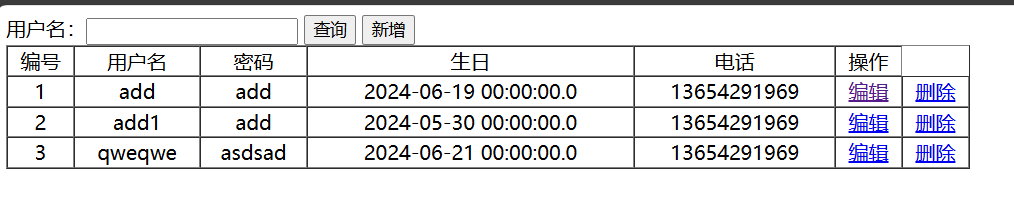 用户名： 查询 新增
编号 用户名 密码 生日 电话 操作
1 add add 2024-06-19 00:00:00.0 13654291969 编辑 删除
2 add1 add 2024-05-30 00:00:00.0 13654291969 编辑 删除
3 qweqwe asdsad 2024-06-21 00:00:00.0 13654291969 编辑 删除